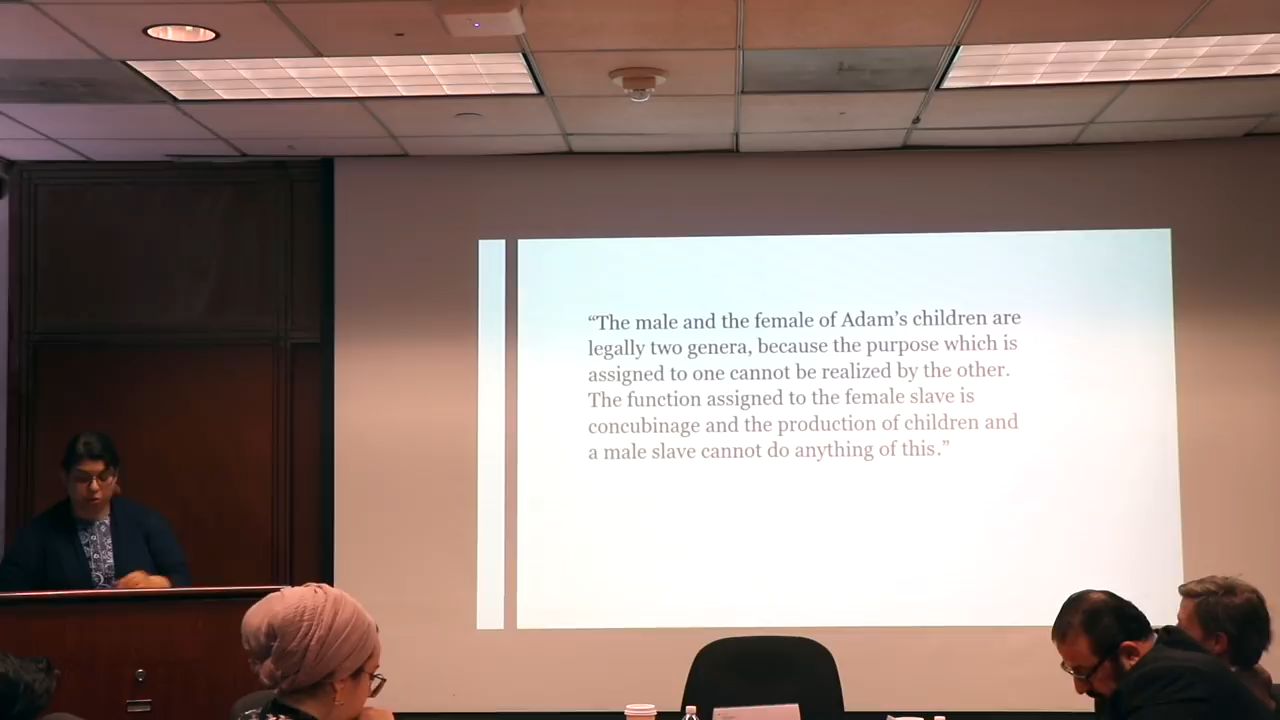 “The male and the female of Adam’s children are
legally two genera, because the purpose which is
assigned to one cannot be realized by the other.
The function assigned to the female slave is
concubinage and the production of children and
a male slave cannot do anything of this.”